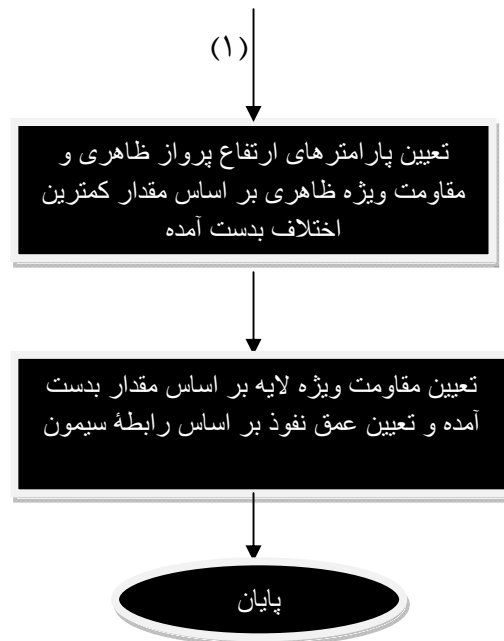 (۱)
تعیین پارامترهای ارتفاع پرواز ظاهری و
مقاومت ویژه ظاهری بر اساس مقدار کمترین
اختلاف بدست آمده
تعیین مقاومت ویژه لایه بر اساس مقدار بدست
آمده و تعیین عمق نفوذ بر اساس رابطهٔ سیمون
پایان